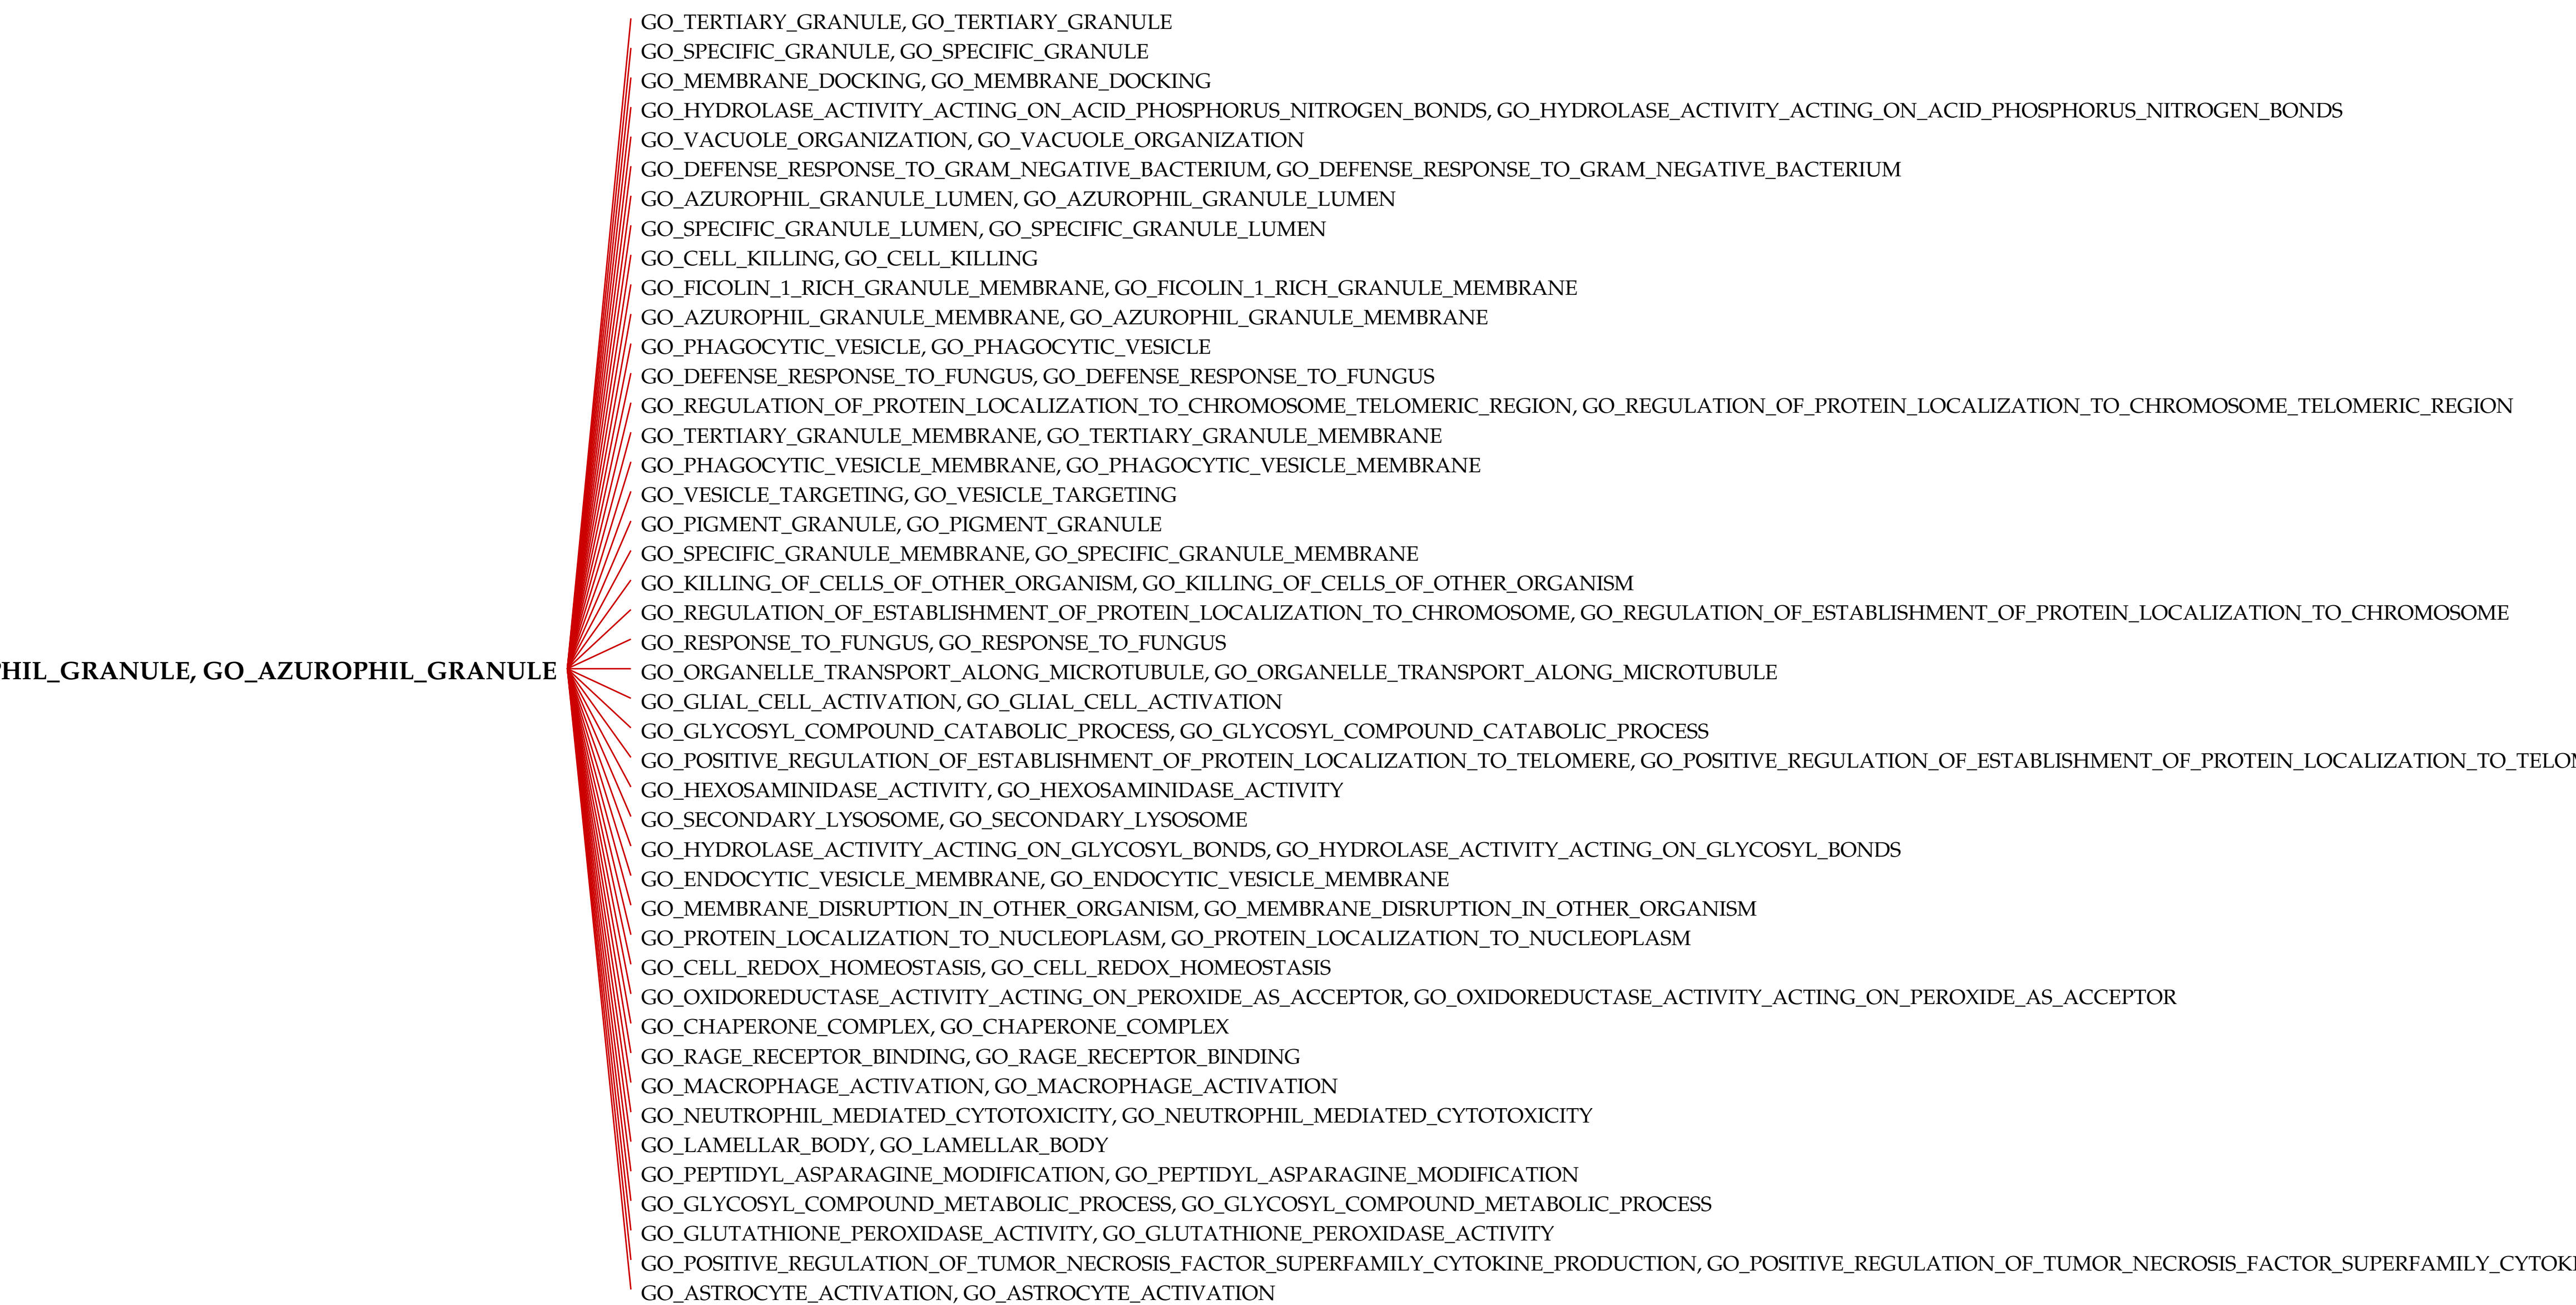 GO_TERTIARY_GRANULE, GO_TERTIARY_GRANULE
GO_SPECIFIC_GRANULE, GO_SPECIFIC_GRANULE
GO_MEMBRANE_DOCKING, GO_MEMBRANE_DOCKING
GO_HYDROLASE_ACTIVITY_ACTING_ON_ACID_PHOSPHORUS_NITROGEN_BONDS, GO_HYDROLASE_ACTIVITY_ACTING_ON_ACID_PHOSPHORUS_NITROGEN_BONDS
GO_VACUOLE_ORGANIZATION, GO_VACUOLE_ORGANIZATION
GO_DEFENSE_RESPONSE_TO_GRAM_NEGATIVE_BACTERIUM, GO_DEFENSE_RESPONSE_TO_GRAM_NEGATIVE_BACTERIUM
GO_AZUROPHIL_GRANULE_LUMEN, GO_AZUROPHIL_GRANULE_LUMEN
GO_SPECIFIC_GRANULE_LUMEN, GO_SPECIFIC_GRANULE_LUMEN
GO_CELL_KILLING, GO_CELL_KILLING
GO_FICOLIN_1_RICH_GRANULE_MEMBRANE, GO_FICOLIN_1_RICH_GRANULE_MEMBRANE
GO_AZUROPHIL_GRANULE_MEMBRANE, GO_AZUROPHIL_GRANULE_MEMBRANE
GO_PHAGOCYTIC_VESICLE, GO_PHAGOCYTIC_VESICLE
GO_DEFENSE_RESPONSE_TO_FUNGUS, GO_DEFENSE_RESPONSE_TO_FUNGUS
GO_REGULATION_OF_PROTEIN_LOCALIZATION_TO_CHROMOSOME_TELOMERIC_REGION, GO_REGULATION_OF_PROTEIN_LOCALIZATION_TO_CHROMOSOME_TELOMERIC_REGION
GO_TERTIARY_GRANULE_MEMBRANE, GO_TERTIARY_GRANULE_MEMBRANE
GO_PHAGOCYTIC_VESICLE_MEMBRANE, GO_PHAGOCYTIC_VESICLE_MEMBRANE
GO_VESICLE_TARGETING, GO_VESICLE_TARGETING
GO_PIGMENT_GRANULE, GO_PIGMENT_GRANULE
GO_SPECIFIC_GRANULE_MEMBRANE, GO_SPECIFIC_GRANULE_MEMBRANE
GO_KILLING_OF_CELLS_OF_OTHER_ORGANISM, GO_KILLING_OF_CELLS_OF_OTHER_ORGANISM
GO_REGULATION_OF_ESTABLISHMENT_OF_PROTEIN_LOCALIZATION_TO_CHROMOSOME, GO_REGULATION_OF_ESTABLISHMENT_OF_PROTEIN_LOCALIZATION_TO_CHROMOSOME
GO_RESPONSE_TO_FUNGUS, GO_RESPONSE_TO_FUNGUS
HIL_GRANULE, GO_AZUROPHIL_GRANULE
GO_ORGANELLE_TRANSPORT_ALONG_MICROTUBULE, GO_ORGANELLE_TRANSPORT_ALONG_MICROTUBULE
GO_GLIAL_CELL_ACTIVATION, GO_GLIAL_CELL_ACTIVATION
GO_GLYCOSYL_COMPOUND_CATABOLIC_PROCESS, GO_GLYCOSYL_COMPOUND_CATABOLIC_PROCESS
GO_POSITIVE_REGULATION_OF_ESTABLISHMENT_OF_PROTEIN_LOCALIZATION_TO_TELOMERE, GO_POSITIVE_REGULATION_OF_ESTABLISHMENT_OF_PROTEIN_LOCALIZATION_TO_TELO
GO_HEXOSAMINIDASE_ACTIVITY, GO_HEXOSAMINIDASE_ACTIVITY
GO_SECONDARY_LYSOSOME, GO_SECONDARY_LYSOSOME
GO_HYDROLASE_ACTIVITY_ACTING_ON_GLYCOSYL_BONDS, GO_HYDROLASE_ACTIVITY_ACTING_ON_GLYCOSYL_BONDS
GO_ENDOCYTIC_VESICLE_MEMBRANE, GO_ENDOCYTIC_VESICLE_MEMBRANE
GO_MEMBRANE_DISRUPTION_IN_OTHER_ORGANISM, GO_MEMBRANE_DISRUPTION_IN_OTHER_ORGANISM
GO_PROTEIN_LOCALIZATION_TO_NUCLEOPLASM, GO_PROTEIN_LOCALIZATION_TO_NUCLEOPLASM
GO_CELL_REDOX_HOMEOSTASIS, GO_CELL_REDOX_HOMEOSTASIS
GO_OXIDOREDUCTASE_ACTIVITY_ACTING_ON_PEROXIDE_AS_ACCEPTOR, GO_OXIDOREDUCTASE_ACTIVITY_ACTING_ON_PEROXIDE_AS_ACCEPTOR
GO_CHAPERONE_COMPLEX, GO_CHAPERONE_COMPLEX
GO_RAGE_RECEPTOR_BINDING, GO_RAGE_RECEPTOR_BINDING
GO_MACROPHAGE_ACTIVATION, GO_MACROPHAGE_ACTIVATION
GO_NEUTROPHIL_MEDIATED_CYTOTOXICITY, GO_NEUTROPHIL_MEDIATED_CYTOTOXICITY
GO_LAMELLAR_BODY, GO_LAMELLAR_BODY
GO_PEPTIDYL_ASPARAGINE_MODIFICATION, GO_PEPTIDYL_ASPARAGINE_MODIFICATION
GO_GLYCOSYL_COMPOUND_METABOLIC_PROCESS, GO_GLYCOSYL_COMPOUND_METABOLIC_PROCESS
GO_GLUTATHIONE_PEROXIDASE_ACTIVITY, GO_GLUTATHIONE_PEROXIDASE_ACTIVITY
GO_POSITIVE_REGULATION_OF_TUMOR_NECROSIS_FACTOR_SUPERFAMILY_CYTOKINE_PRODUCTION, GO_POSITIVE_REGULATION_OF_TUMOR_NECROSIS_FACTOR_SUPERFAMILY_CYTOK
GO_ASTROCYTE_ACTIVATION, GO_ASTROCYTE_ACTIVATION